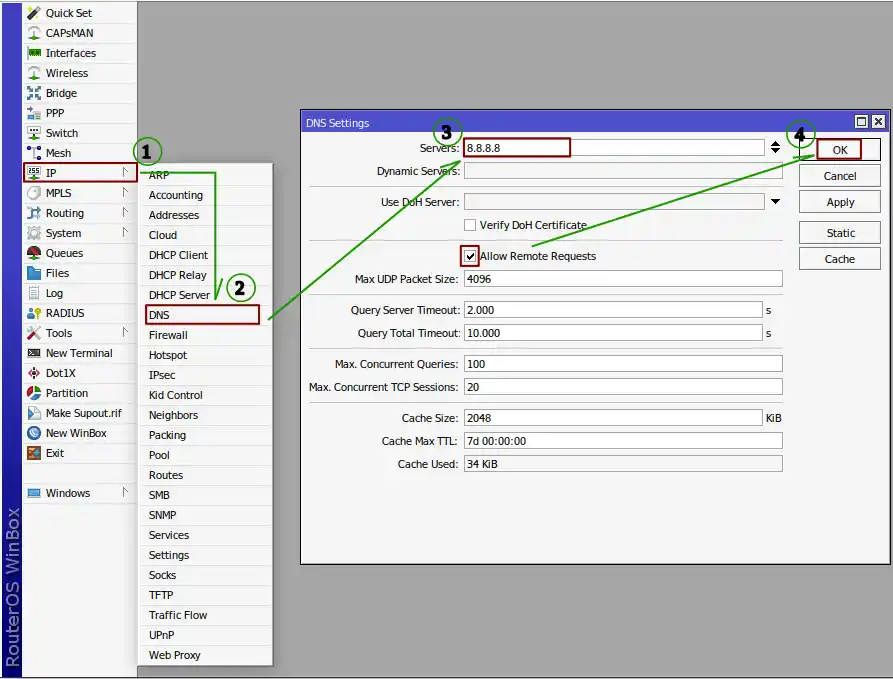 Quick Set
CAPsMAN
Interfaces
Wireless
Bridge
PPP
Switch
Mesh
IP
MPLS
Routing
System
Queues
Files
Log
RADIUS
Tools
New Terminal
Dot1X
Partition
Make Supout.rif
New WinBox
Exit
Windows
RouterOS WinBox
1
ARP
Accounting
Addresses
Cloud
DHCP Client
DHCP Relay
DHCP Server
2
DNS
Firewall
Hotspot
IPsec
Kid Control
Neighbors
Packing
Pool
Routes
SMB
SNMP
Services
Settings
Socks
TFTP
Traffic Flow
UPnP
Web Proxy
DNS Settings
3
4
Servers: 8.8.8.8
Dynamic Servers:
Use DoH Server:
Verify DoH Certificate
Allow Remote Requests
Max UDP Packet Size: 4096
Query Server Timeout: 2.000 s
Query Total Timeout: 10.000 s
Max. Concurrent Queries: 100
Max. Concurrent TCP Sessions: 20
Cache Size: 2048 KiB
Cache Max TTL: 7d 00:00:00
Cache Used: 34 KiB
OK
Cancel
Apply
Static
Cache